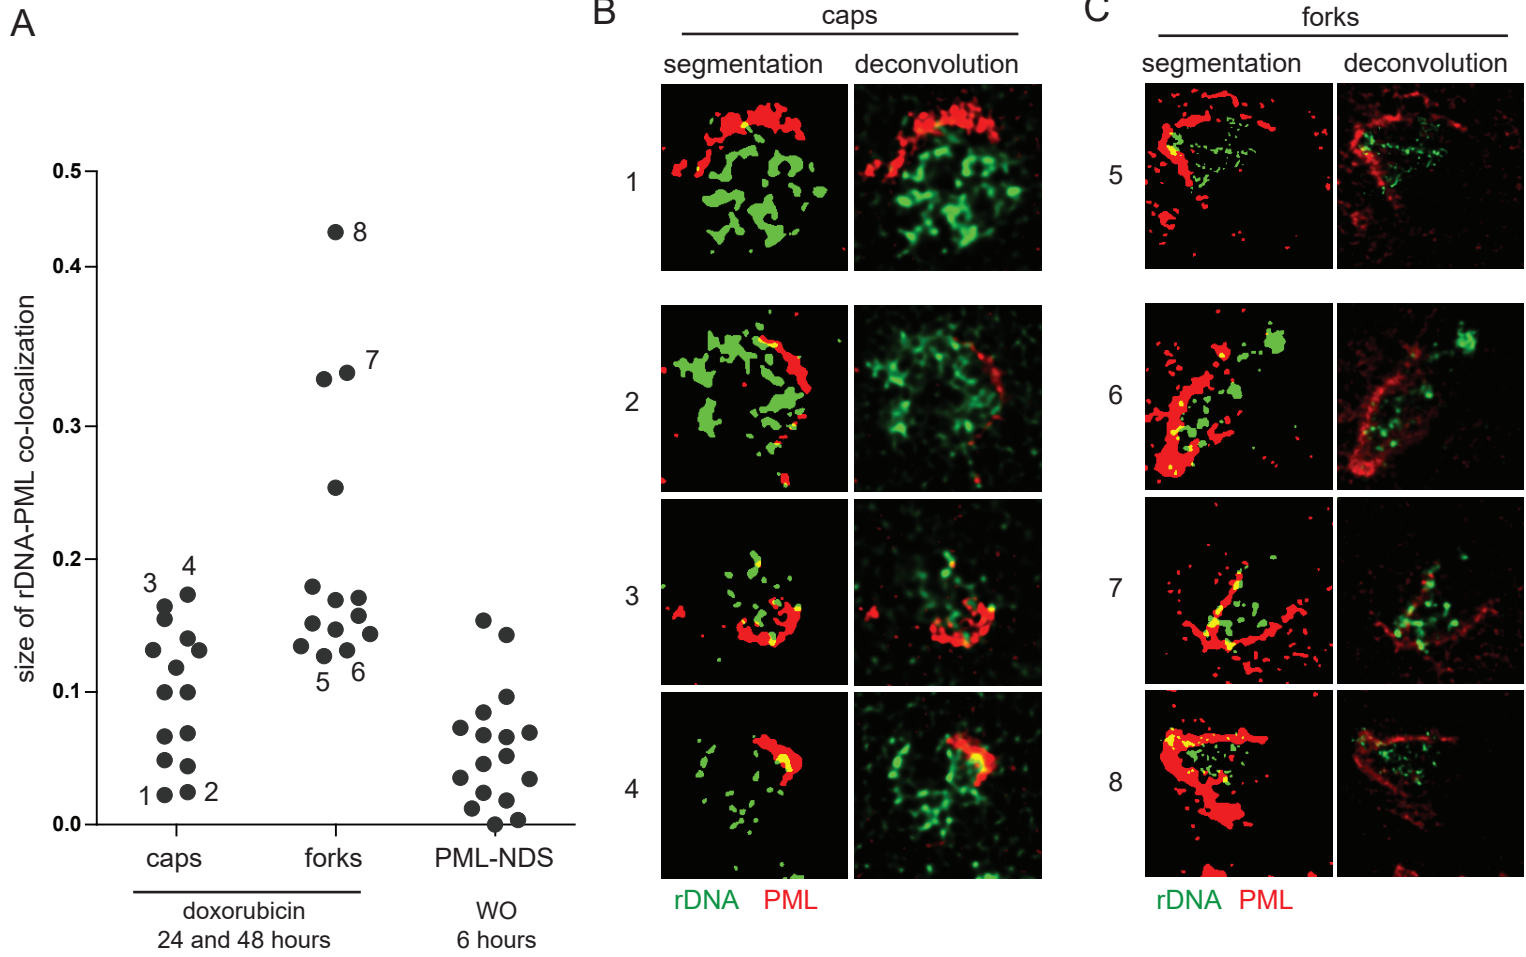 A
size of rDNA-PML co-localization
0.5
0.4
0.3
0.2
0.1
0.0
8
7
3 4
5 6
1 2
caps forks PML-NDS
doxorubicin
24 and 48 hours
WO
6 hours
B
caps
segmentation deconvolution
1
2
3
4
rDNA PML
C
forks
segmentation deconvolution
5
6
7
8
rDNA PML